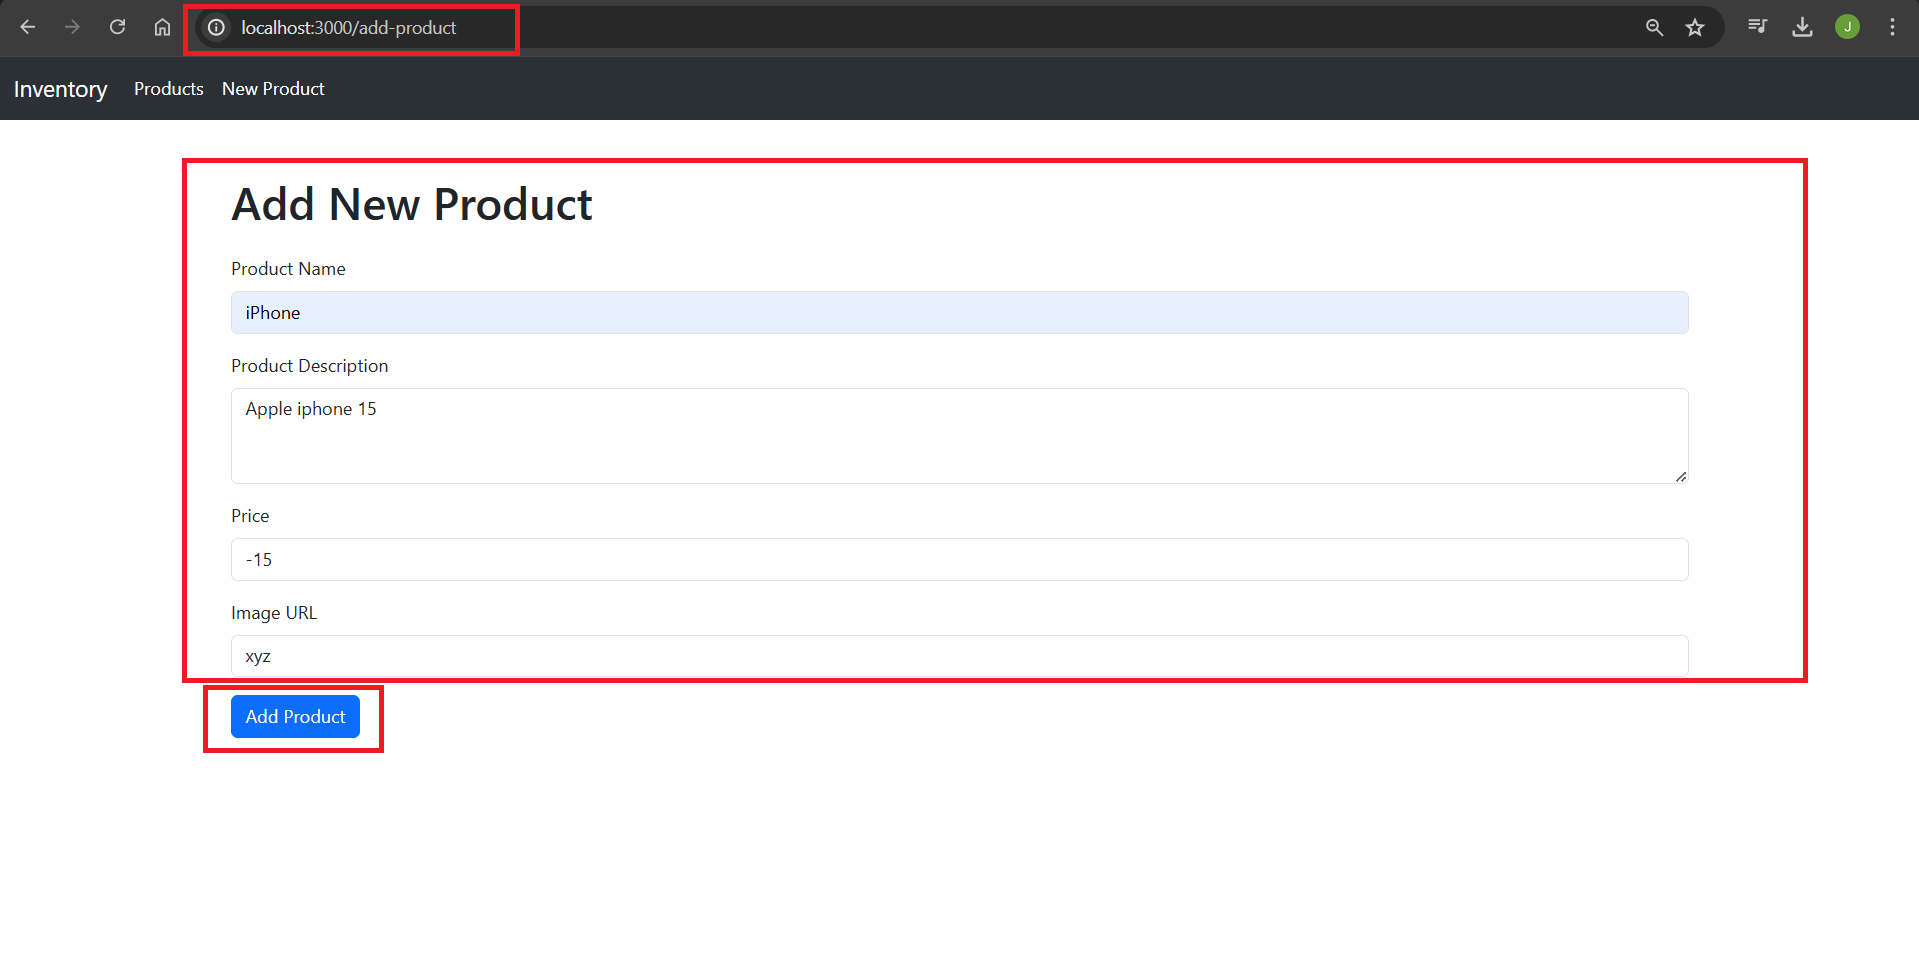 localhost:3000/add-product
J
Inventory Products New Product
Add New Product
Product Name
iPhone
Product Description
Apple iphone 15
Price
-15
Image URL
xyz
Add Product